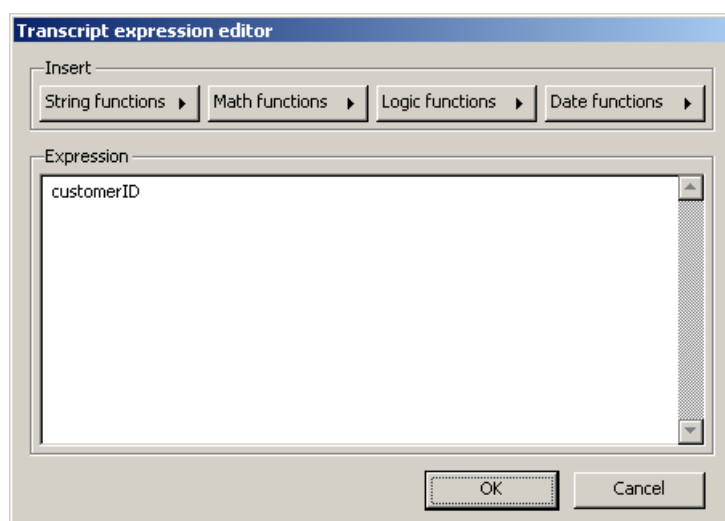 Transcript expression editor
Insert
String functions
Math functions
Logic functions
Date functions
Expression
customerID
OK
Cancel